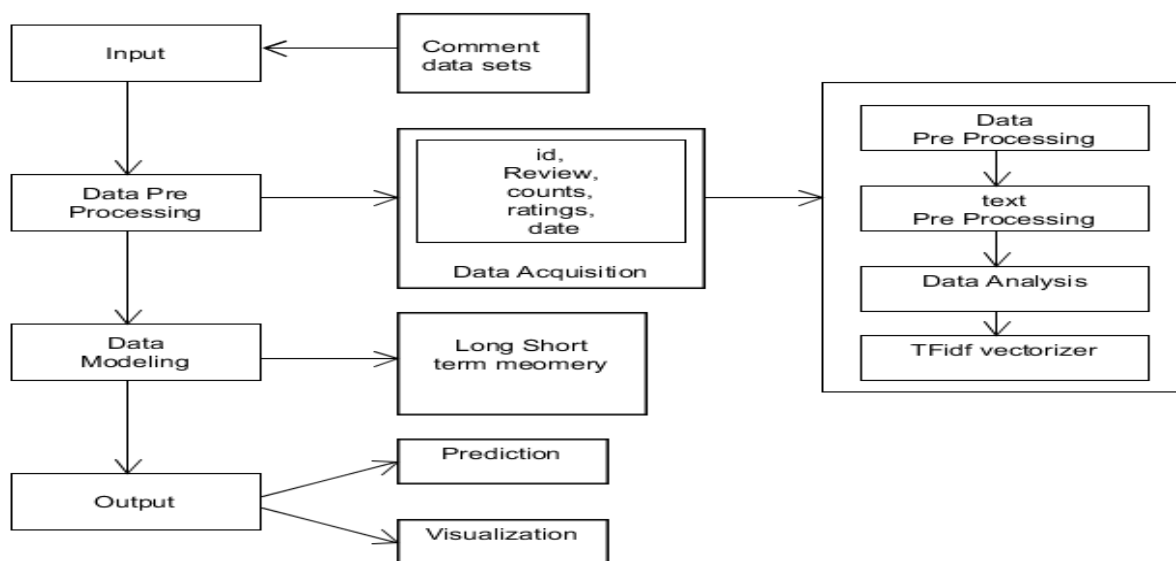 Input
Comment
data sets
Data Pre
Processing
id,
Review,
counts,
ratings,
date
Data Acquisition
Data
Pre Processing
text
Pre Processing
Data Analysis
TFidf vectorizer
Data
Modeling
Long Short
term meomery
Output
Prediction
Visualization